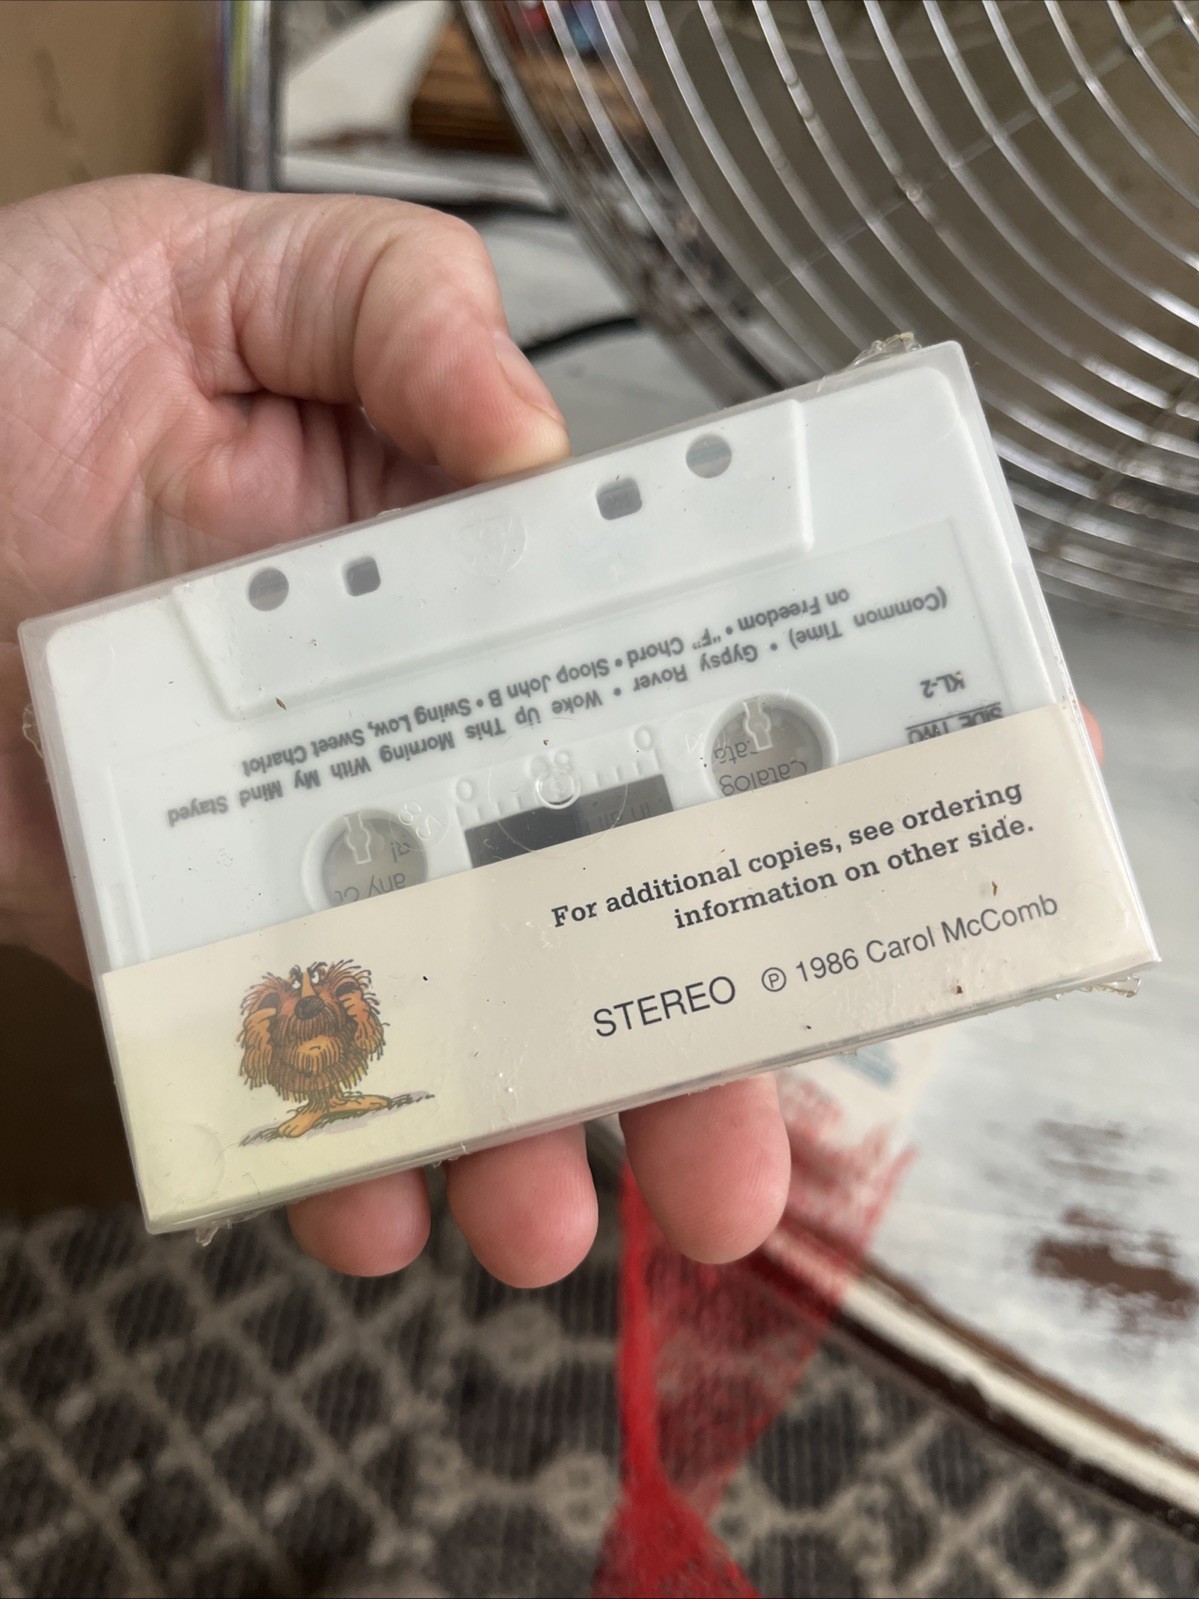 SIDE TWO
KL-2
(Common Time) • Gypsy Rover • Woke Up This Morning With My Mind Stayed
on Freedom • "F" Chord • Sloop John B • Swing Low, Sweet Chariot
Catalog
For additional copies, see ordering
information on other side.
STEREO ℗ 1986 Carol McComb